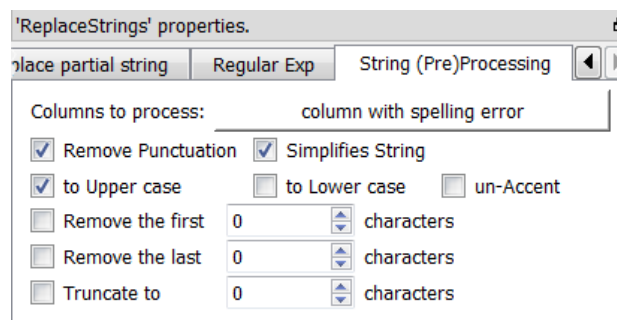 'ReplaceStrings' properties.
place partial string Regular Exp String (Pre)Processing
Columns to process: column with spelling error
Remove Punctuation Simplifies String
to Upper case to Lower case un-Accent
Remove the first 0 characters
Remove the last 0 characters
Truncate to 0 characters